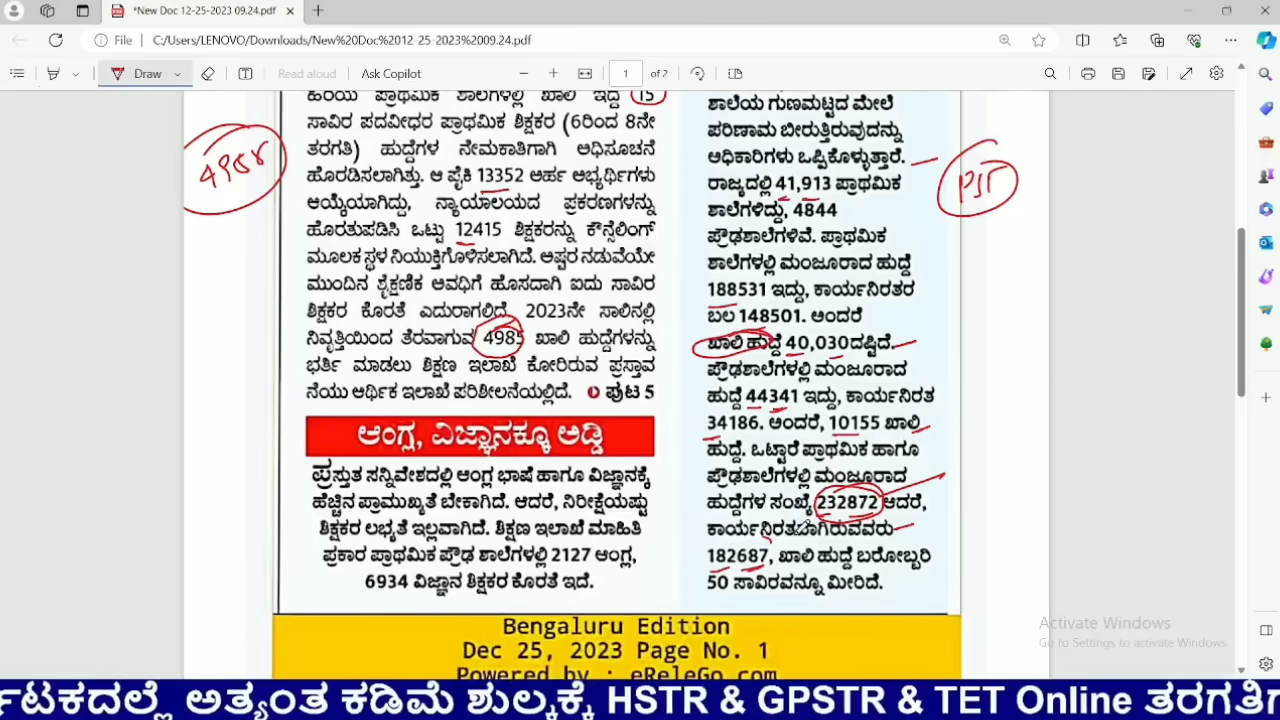 *New Doc 12-25-2023 09.24.pdf
File
C:/Users/LENOVO/Downloads/New%20Doc%2012-25-2023%2009.24.pdf
Draw
Read aloud
Ask Copilot
1
of 2
ಹಿರಿಯ ಪ್ರಾಥಮಿಕ ಶಾಲೆಗಳಲ್ಲಿ ಖಾಲಿ ಇದ್ದ 15
ಸಾವಿರ ಪದವೀಧರ ಪ್ರಾಥಮಿಕ ಶಿಕ್ಷಕರ (6ರಿಂದ 8ನೇ
ತರಗತಿ) ಹುದ್ದೆಗಳ ನೇಮಕಾತಿಗಾಗಿ ಅಧಿಸೂಚನೆ
ಹೊರಡಿಸಲಾಗಿತ್ತು. ಆ ಪೈಕಿ 13352 ಅರ್ಹ ಅಭ್ಯರ್ಥಿಗಳು
ಆಯ್ಕೆಯಾಗಿದ್ದು, ನ್ಯಾಯಾಲಯದ ಪ್ರಕರಣಗಳನ್ನು
ಹೊರತುಪಡಿಸಿ ಒಟ್ಟು 12415 ಶಿಕ್ಷಕರನ್ನು ಕೌನ್ಸೆಲಿಂಗ್
ಮೂಲಕ ಸ್ಥಳ ನಿಯುಕ್ತಿಗೊಳಿಸಲಾಗಿದೆ. ಅಷ್ಟರ ನಡುವೆಯೇ
ಮುಂದಿನ ಶೈಕ್ಷಣಿಕ ಅವಧಿಗೆ ಹೊಸದಾಗಿ ಐದು ಸಾವಿರ
ಶಿಕ್ಷಕರ ಕೊರತೆ ಎದುರಾಗಲಿದೆ. 2023ನೇ ಸಾಲಿನಲ್ಲಿ
ನಿವೃತ್ತಿಯಿಂದ ತೆರವಾಗುವ 4985 ಖಾಲಿ ಹುದ್ದೆಗಳನ್ನು
ಭರ್ತಿ ಮಾಡಲು ಶಿಕ್ಷಣ ಇಲಾಖೆ ಕೋರಿರುವ ಪ್ರಸ್ತಾವ
ನೆಯು ಆರ್ಥಿಕ ಇಲಾಖೆ ಪರಿಶೀಲನೆಯಲ್ಲಿದೆ. ಪುಟ 5
ಆಂಗ್ಲ, ವಿಜ್ಞಾನಕ್ಕೂ ಅಡ್ಡಿ
ಪ್ರಸ್ತುತ ಸನ್ನಿವೇಶದಲ್ಲಿ ಆಂಗ್ಲ ಭಾಷೆ ಹಾಗೂ ವಿಜ್ಞಾನಕ್ಕೆ
ಹೆಚ್ಚಿನ ಪ್ರಾಮುಖ್ಯತೆ ಬೇಕಾಗಿದೆ. ಆದರೆ, ನಿರೀಕ್ಷೆಯಷ್ಟು
ಶಿಕ್ಷಕರ ಲಭ್ಯತೆ ಇಲ್ಲವಾಗಿದೆ. ಶಿಕ್ಷಣ ಇಲಾಖೆ ಮಾಹಿತಿ
ಪ್ರಕಾರ ಪ್ರಾಥಮಿಕ ಪ್ರೌಢ ಶಾಲೆಗಳಲ್ಲಿ 2127 ಆಂಗ್ಲ,
6934 ವಿಜ್ಞಾನ ಶಿಕ್ಷಕರ ಕೊರತೆ ಇದೆ.
ಶಾಲೆಯ ಗುಣಮಟ್ಟದ ಮೇಲೆ
ಪರಿಣಾಮ ಬೀರುತ್ತಿರುವುದನ್ನು
ಅಧಿಕಾರಿಗಳು ಒಪ್ಪಿಕೊಳ್ಳುತ್ತಾರೆ.
ರಾಜ್ಯದಲ್ಲಿ 41,913 ಪ್ರಾಥಮಿಕ
ಶಾಲೆಗಳಿದ್ದು, 4844
ಪ್ರೌಢಶಾಲೆಗಳಿವೆ. ಪ್ರಾಥಮಿಕ
ಶಾಲೆಗಳಲ್ಲಿ ಮಂಜೂರಾದ ಹುದ್ದೆ
188531 ಇದ್ದು, ಕಾರ್ಯನಿರತರ
ಬಲ 148501. ಅಂದರೆ
ಖಾಲಿ ಹುದ್ದೆ 40,030ದಷ್ಟಿದೆ.
ಪ್ರೌಢಶಾಲೆಗಳಲ್ಲಿ ಮಂಜೂರಾದ
ಹುದ್ದೆ 44341 ಇದ್ದು, ಕಾರ್ಯನಿರತ
34186. ಅಂದರೆ, 10155 ಖಾಲಿ
ಹುದ್ದೆ. ಒಟ್ಟಾರೆ ಪ್ರಾಥಮಿಕ ಹಾಗೂ
ಪ್ರೌಢಶಾಲೆಗಳಲ್ಲಿ ಮಂಜೂರಾದ
ಹುದ್ದೆಗಳ ಸಂಖ್ಯೆ 232872 ಆದರೆ,
ಕಾರ್ಯನಿರತರಾಗಿರುವವರು
182687, ಖಾಲಿ ಹುದ್ದೆ ಬರೋಬ್ಬರಿ
50 ಸಾವಿರವನ್ನೂ ಮೀರಿದೆ.
Bengaluru Edition
Dec 25, 2023 Page No. 1
Powered by : eReleGo.com
Activate Windows
Go to Settings to activate Windows.
ಅತ್ಯಂತ ಕಡಿಮೆ ಶುಲ್ಕಕ್ಕೆ HSTR & GPSTR & TET Online